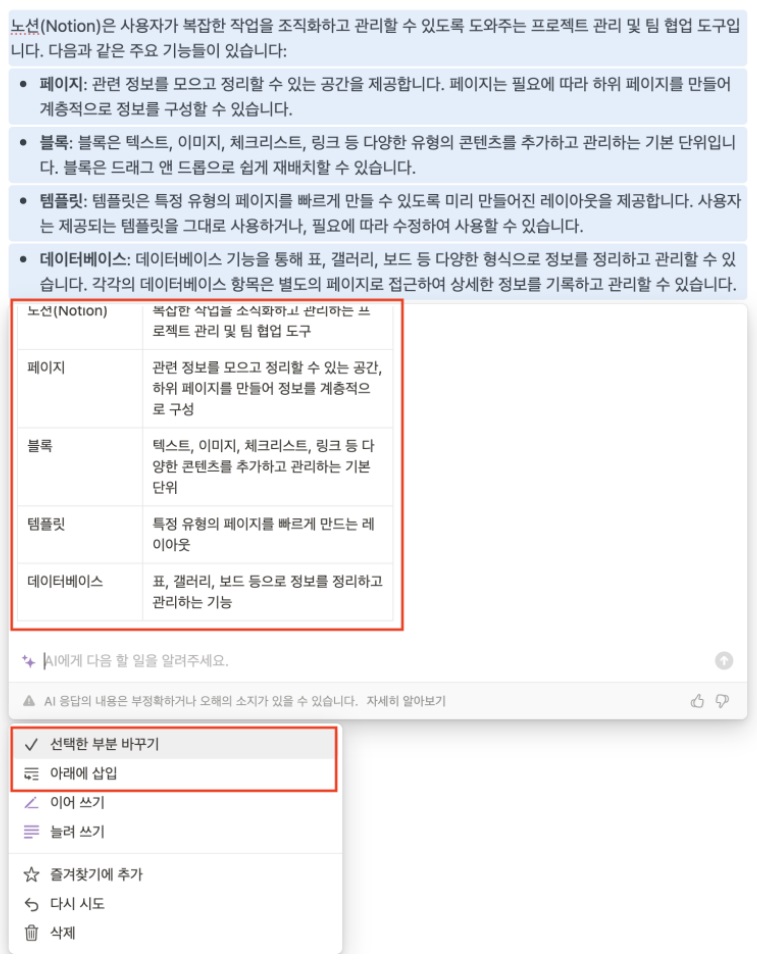 노션(Notion)은 사용자가 복잡한 작업을 조직화하고 관리할 수 있도록 도와주는 프로젝트 관리 및 팀 협업 도구입
니다. 다음과 같은 주요 기능들이 있습니다:
• 페이지: 관련 정보를 모으고 정리할 수 있는 공간을 제공합니다. 페이지는 필요에 따라 하위 페이지를 만들어
계층적으로 정보를 구성할 수 있습니다.
• 블록: 블록은 텍스트, 이미지, 체크리스트, 링크 등 다양한 유형의 콘텐츠를 추가하고 관리하는 기본 단위입니
다. 블록은 드래그 앤 드롭으로 쉽게 재배치할 수 있습니다.
• 템플릿: 템플릿은 특정 유형의 페이지를 빠르게 만들 수 있도록 미리 만들어진 레이아웃을 제공합니다. 사용자
는 제공되는 템플릿을 그대로 사용하거나, 필요에 따라 수정하여 사용할 수 있습니다.
• 데이터베이스: 데이터베이스 기능을 통해 표, 갤러리, 보드 등 다양한 형식으로 정보를 정리하고 관리할 수 있
습니다. 각각의 데이터베이스 항목은 별도의 페이지로 접근하여 상세한 정보를 기록하고 관리할 수 있습니다.
노션(Notion)
복잡한 작업을 조직화하고 관리하는 프
로젝트 관리 및 팀 협업 도구
페이지
관련 정보를 모으고 정리할 수 있는 공간,
하위 페이지를 만들어 정보를 계층적으
로 구성
블록
텍스트, 이미지, 체크리스트, 링크 등 다
양한 콘텐츠를 추가하고 관리하는 기본
단위
템플릿
특정 유형의 페이지를 빠르게 만드는 레
이아웃
데이터베이스
표, 갤러리, 보드 등으로 정보를 정리하고
관리하는 기능
AI에게 다음 할 일을 알려주세요.
AI 응답의 내용은 부정확하거나 오해의 소지가 있을 수 있습니다. 자세히 알아보기
선택한 부분 바꾸기
아래에 삽입
이어 쓰기
늘려 쓰기
즐겨찾기에 추가
다시 시도
삭제